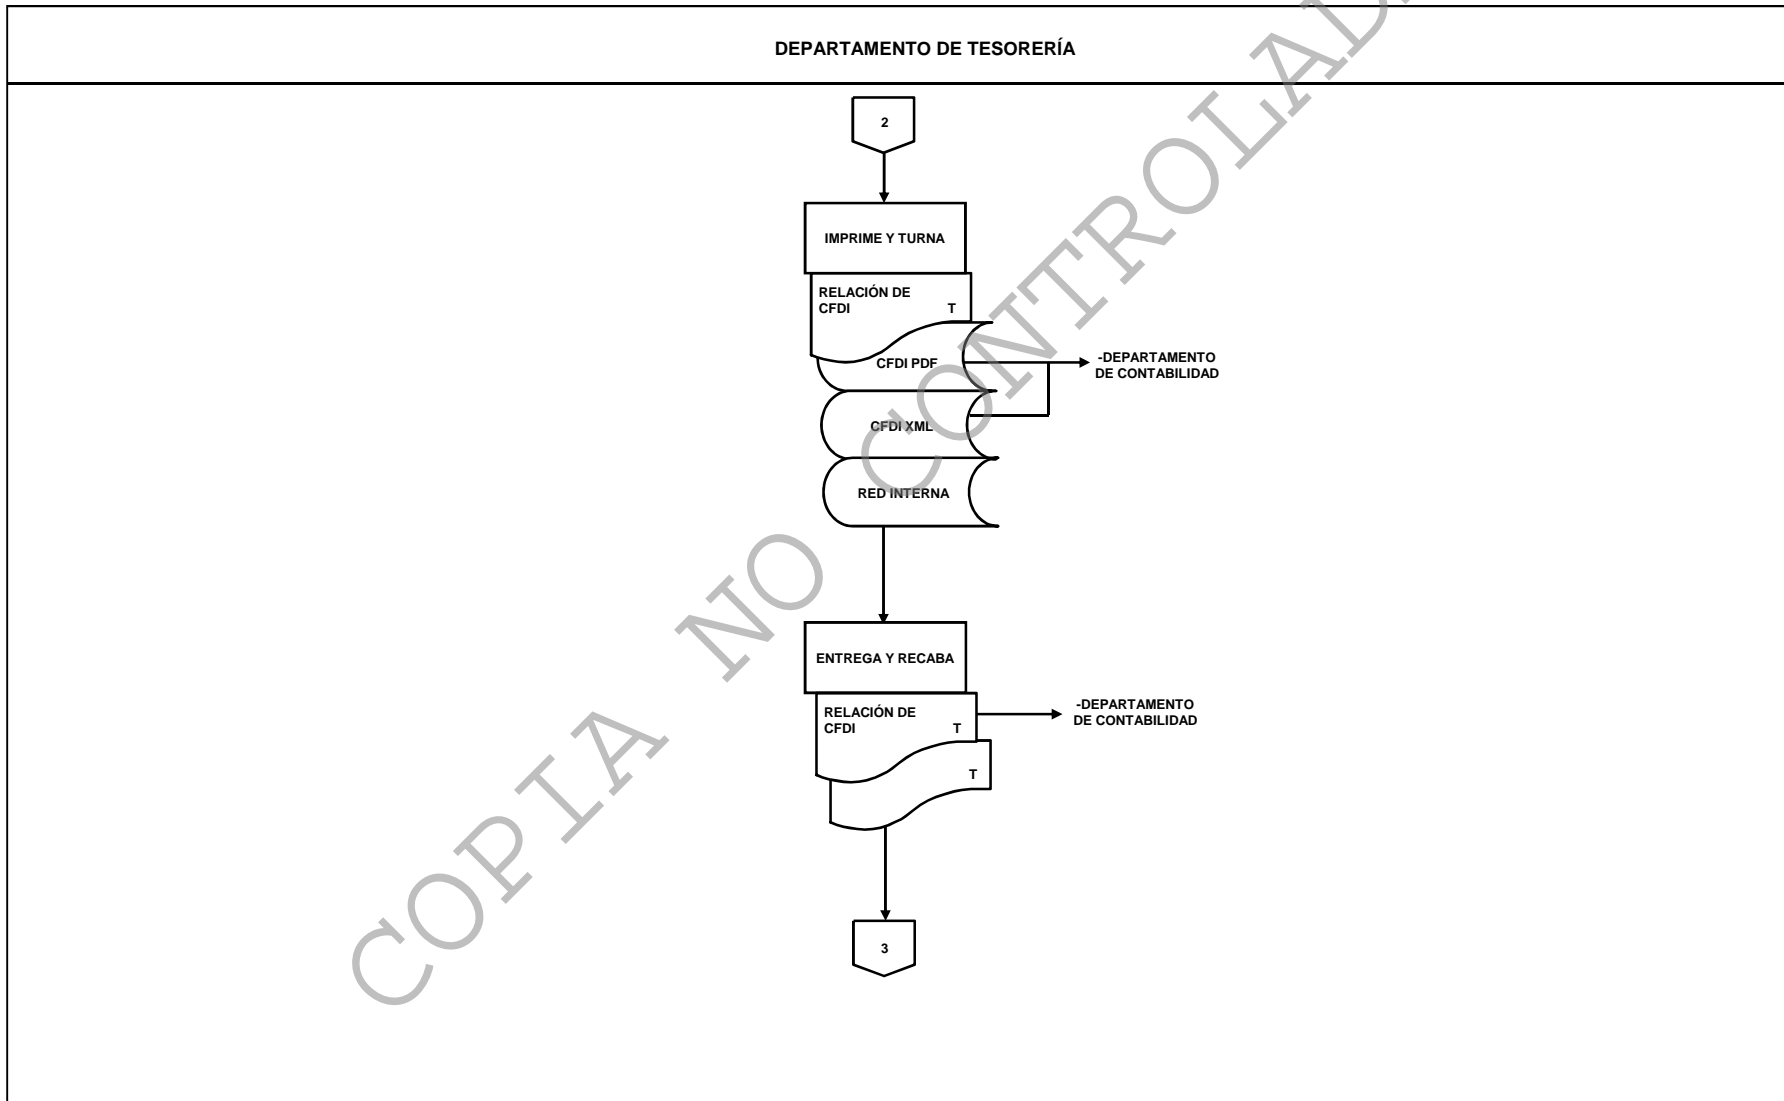 DEPARTAMENTO DE TESORERÍA
2
IMPRIME Y TURNA
RELACIÓN DE
CFDI T
CFDI PDF
-DEPARTAMENTO
DE CONTABILIDAD
CFDI XML
RED INTERNA
ENTREGA Y RECABA
RELACIÓN DE
CFDI T
-DEPARTAMENTO
DE CONTABILIDAD
T
3
COPIA NO CONTROLAD